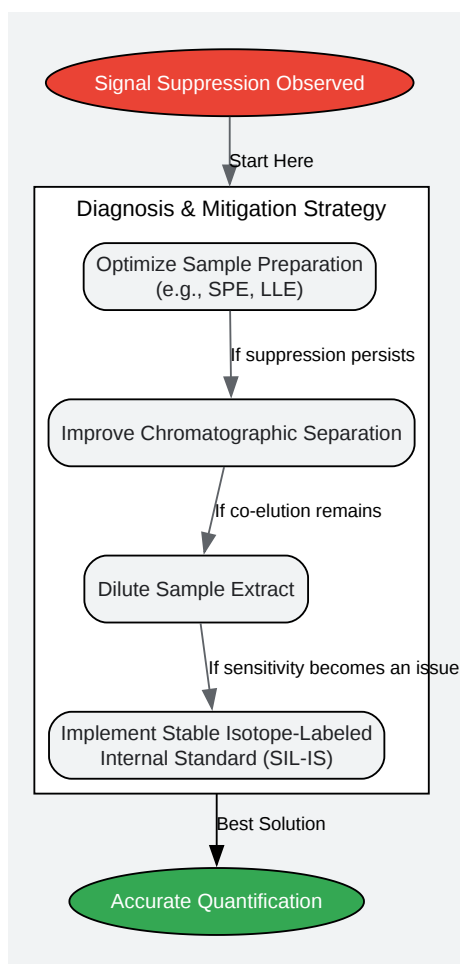 Signal Suppression Observed
Start Here
Diagnosis & Mitigation Strategy
Optimize Sample Preparation
(e.g., SPE, LLE)
If suppression persists
Improve Chromatographic Separation
If co-elution remains
Dilute Sample Extract
If sensitivity becomes an issue
Implement Stable Isotope-Labeled
Internal Standard (SIL-IS)
Best Solution
Accurate Quantification